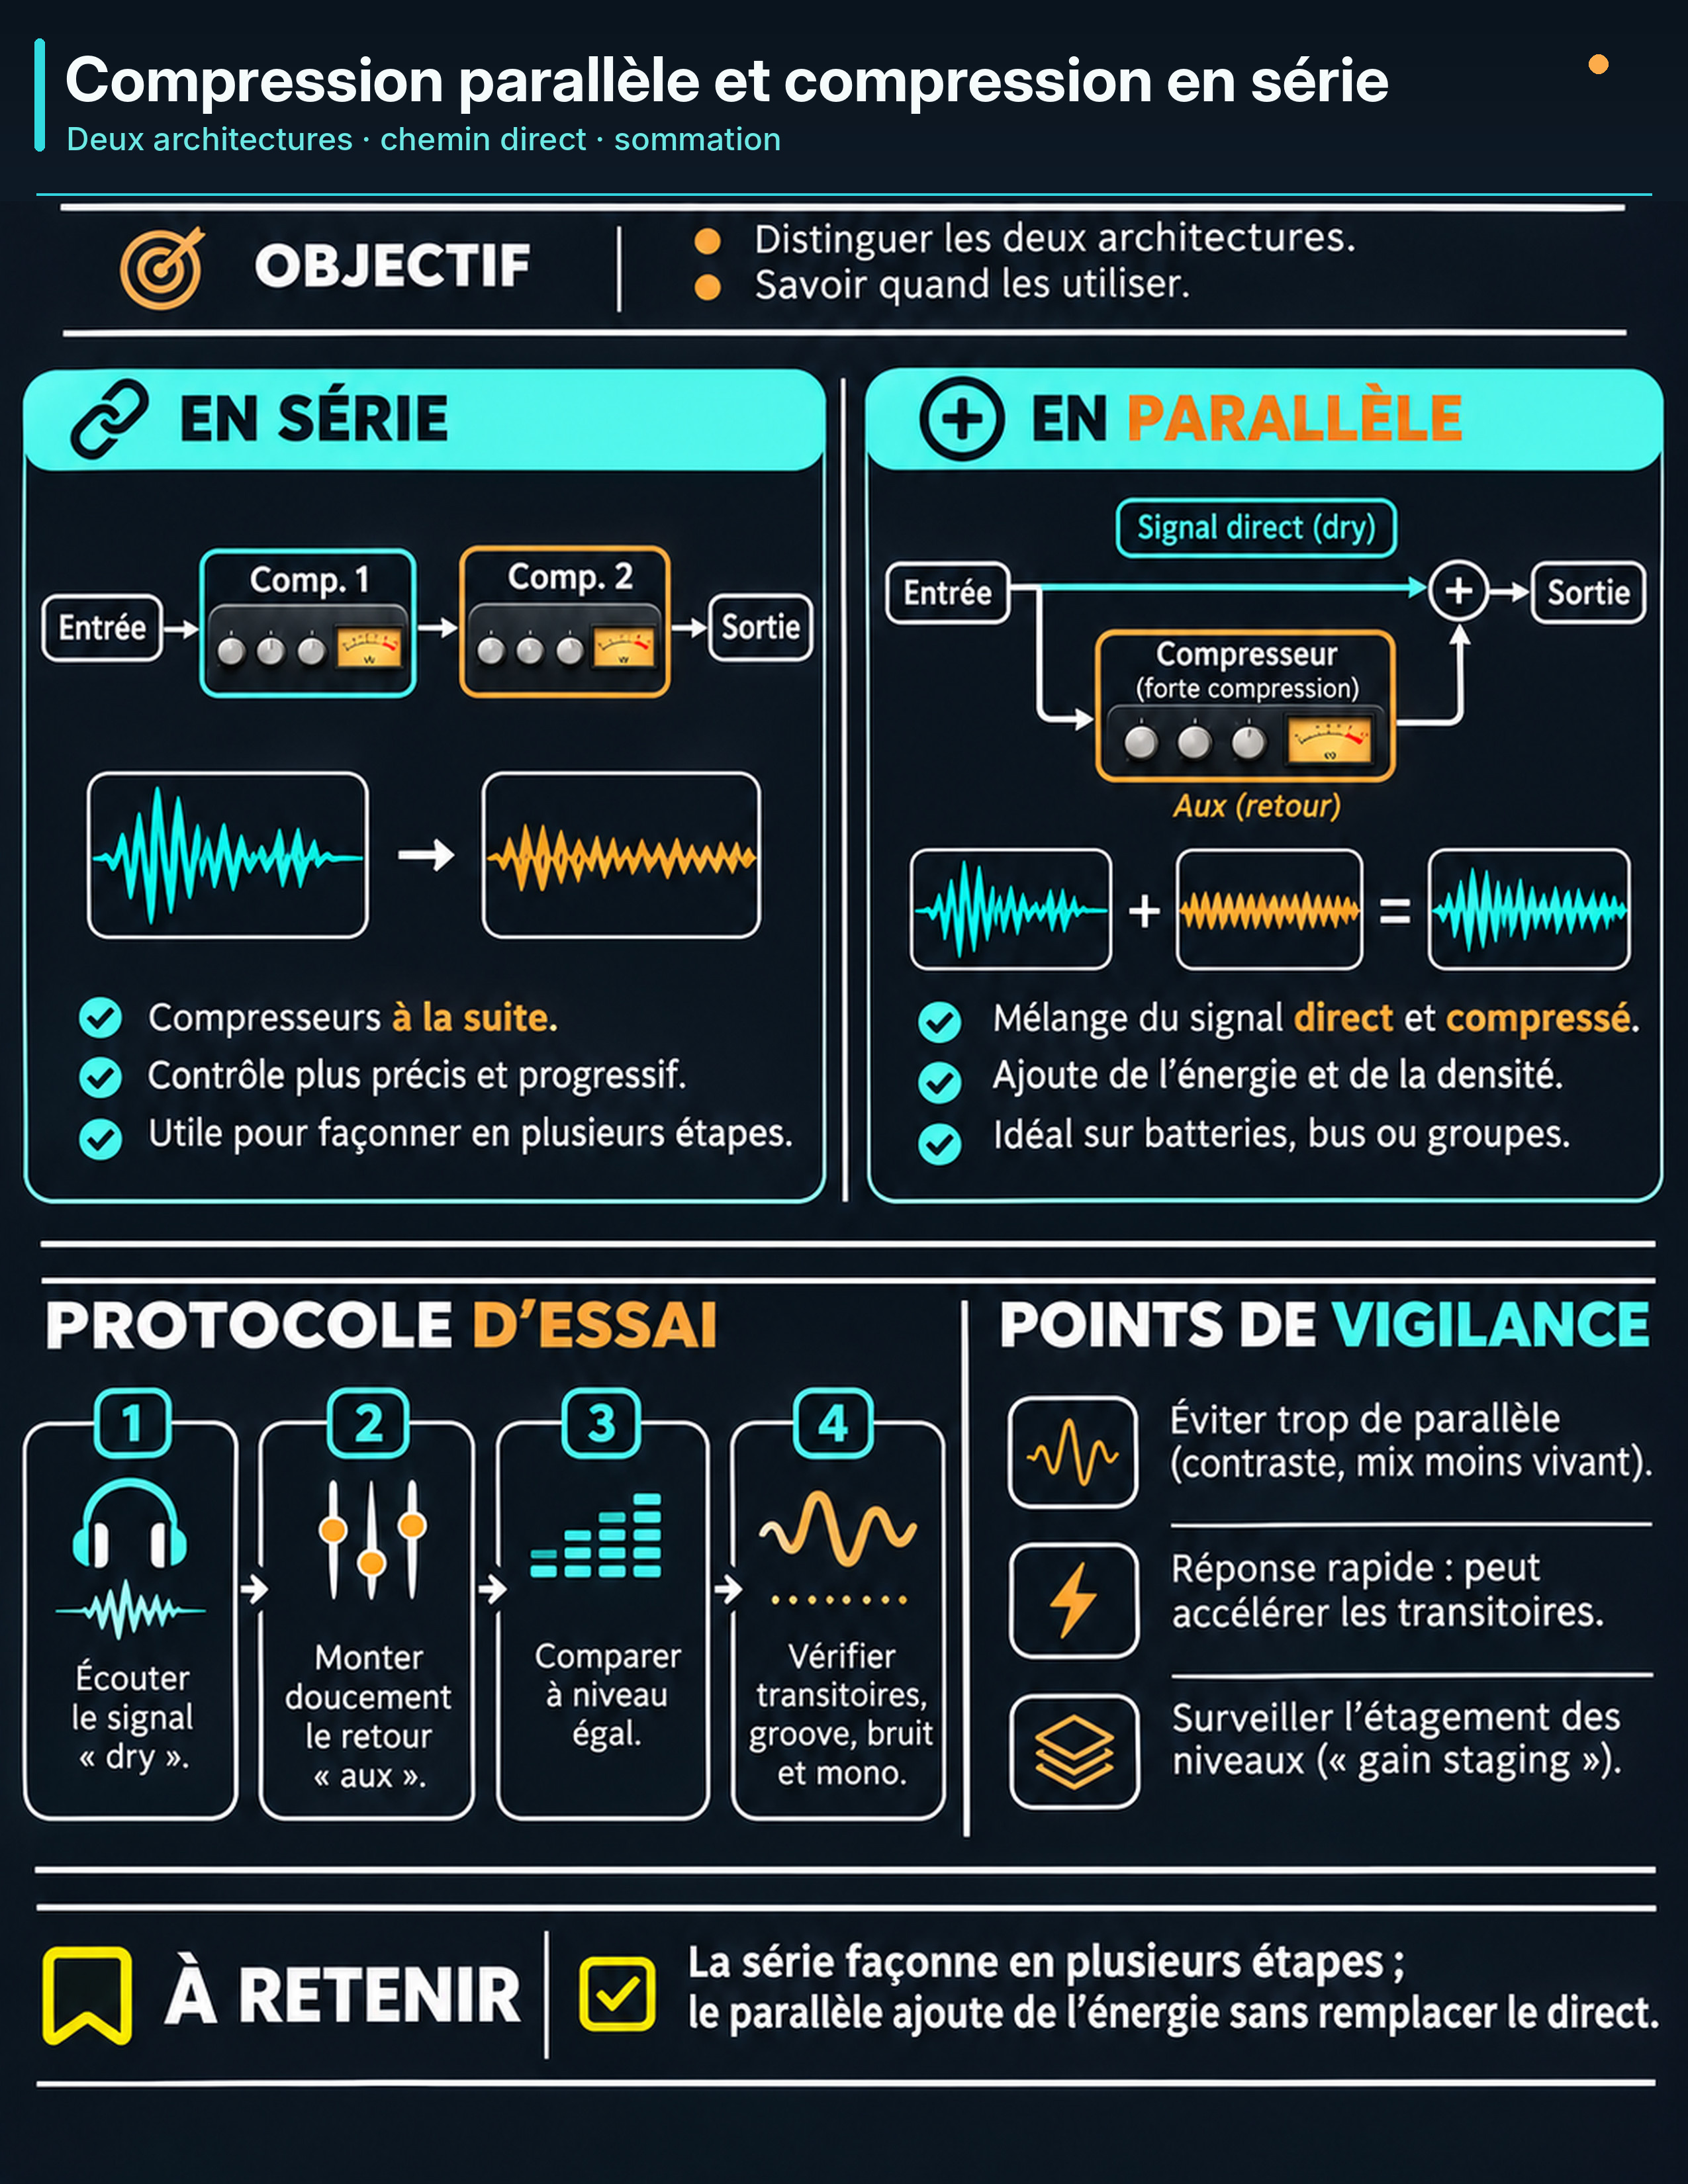 Compression parallèle et compression en série
Deux architectures · chemin direct · sommation
OBJECTIF
Distinguer les deux architectures.
Savoir quand les utiliser.
EN SÉRIE
Entrée
Comp. 1
Comp. 2
Sortie
Compresseurs à la suite.
Contrôle plus précis et progressif.
Utile pour façonner en plusieurs étapes.
EN PARALLÈLE
Signal direct (dry)
Entrée
+
Sortie
Compresseur
(forte compression)
Aux (retour)
+
=
Mélange du signal direct et compressé.
Ajoute de l’énergie et de la densité.
Idéal sur batteries, bus ou groupes.
PROTOCOLE D’ESSAI
1
Écouter
le signal
« dry ».
2
Monter
doucement
le retour
« aux ».
3
Comparer
à niveau
égal.
4
Vérifier
transitoires,
groove, bruit
et mono.
POINTS DE VIGILANCE
Éviter trop de parallèle
(contraste, mix moins vivant).
Réponse rapide : peut
accélérer les transitoires.
Surveiller l’étagement des
niveaux (« gain staging »).
À RETENIR
La série façonne en plusieurs étapes ;
le parallèle ajoute de l’énergie sans remplacer le direct.